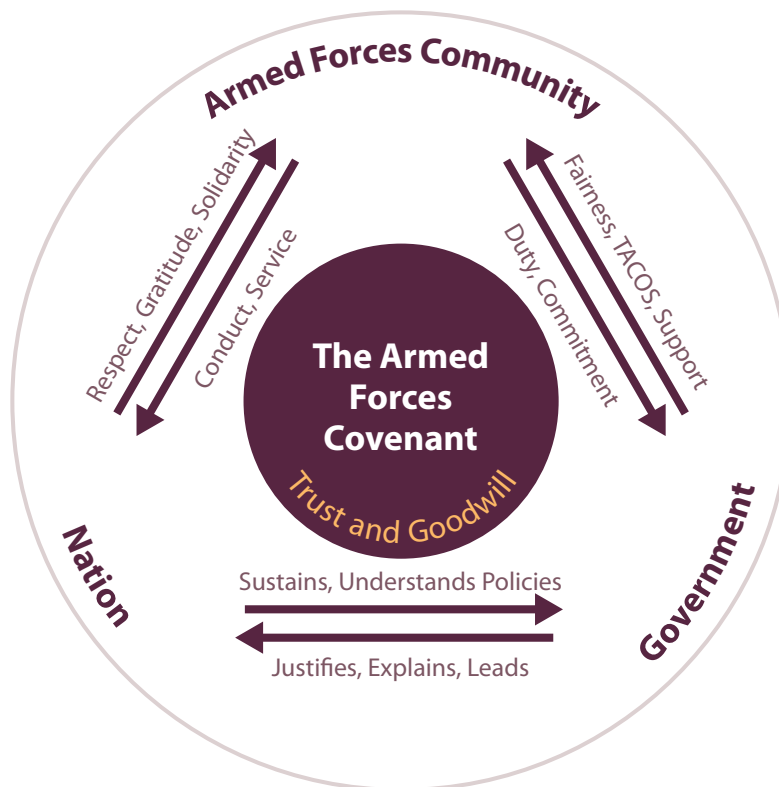 Armed Forces Community
Respect, Gratitude, Solidarity
Conduct, Service
Duty, Commitment
Fairness, TACOS, Support
The Armed
Forces
Covenant
Trust and Goodwill
Nation
Government
Sustains, Understands Policies
Justifies, Explains, Leads